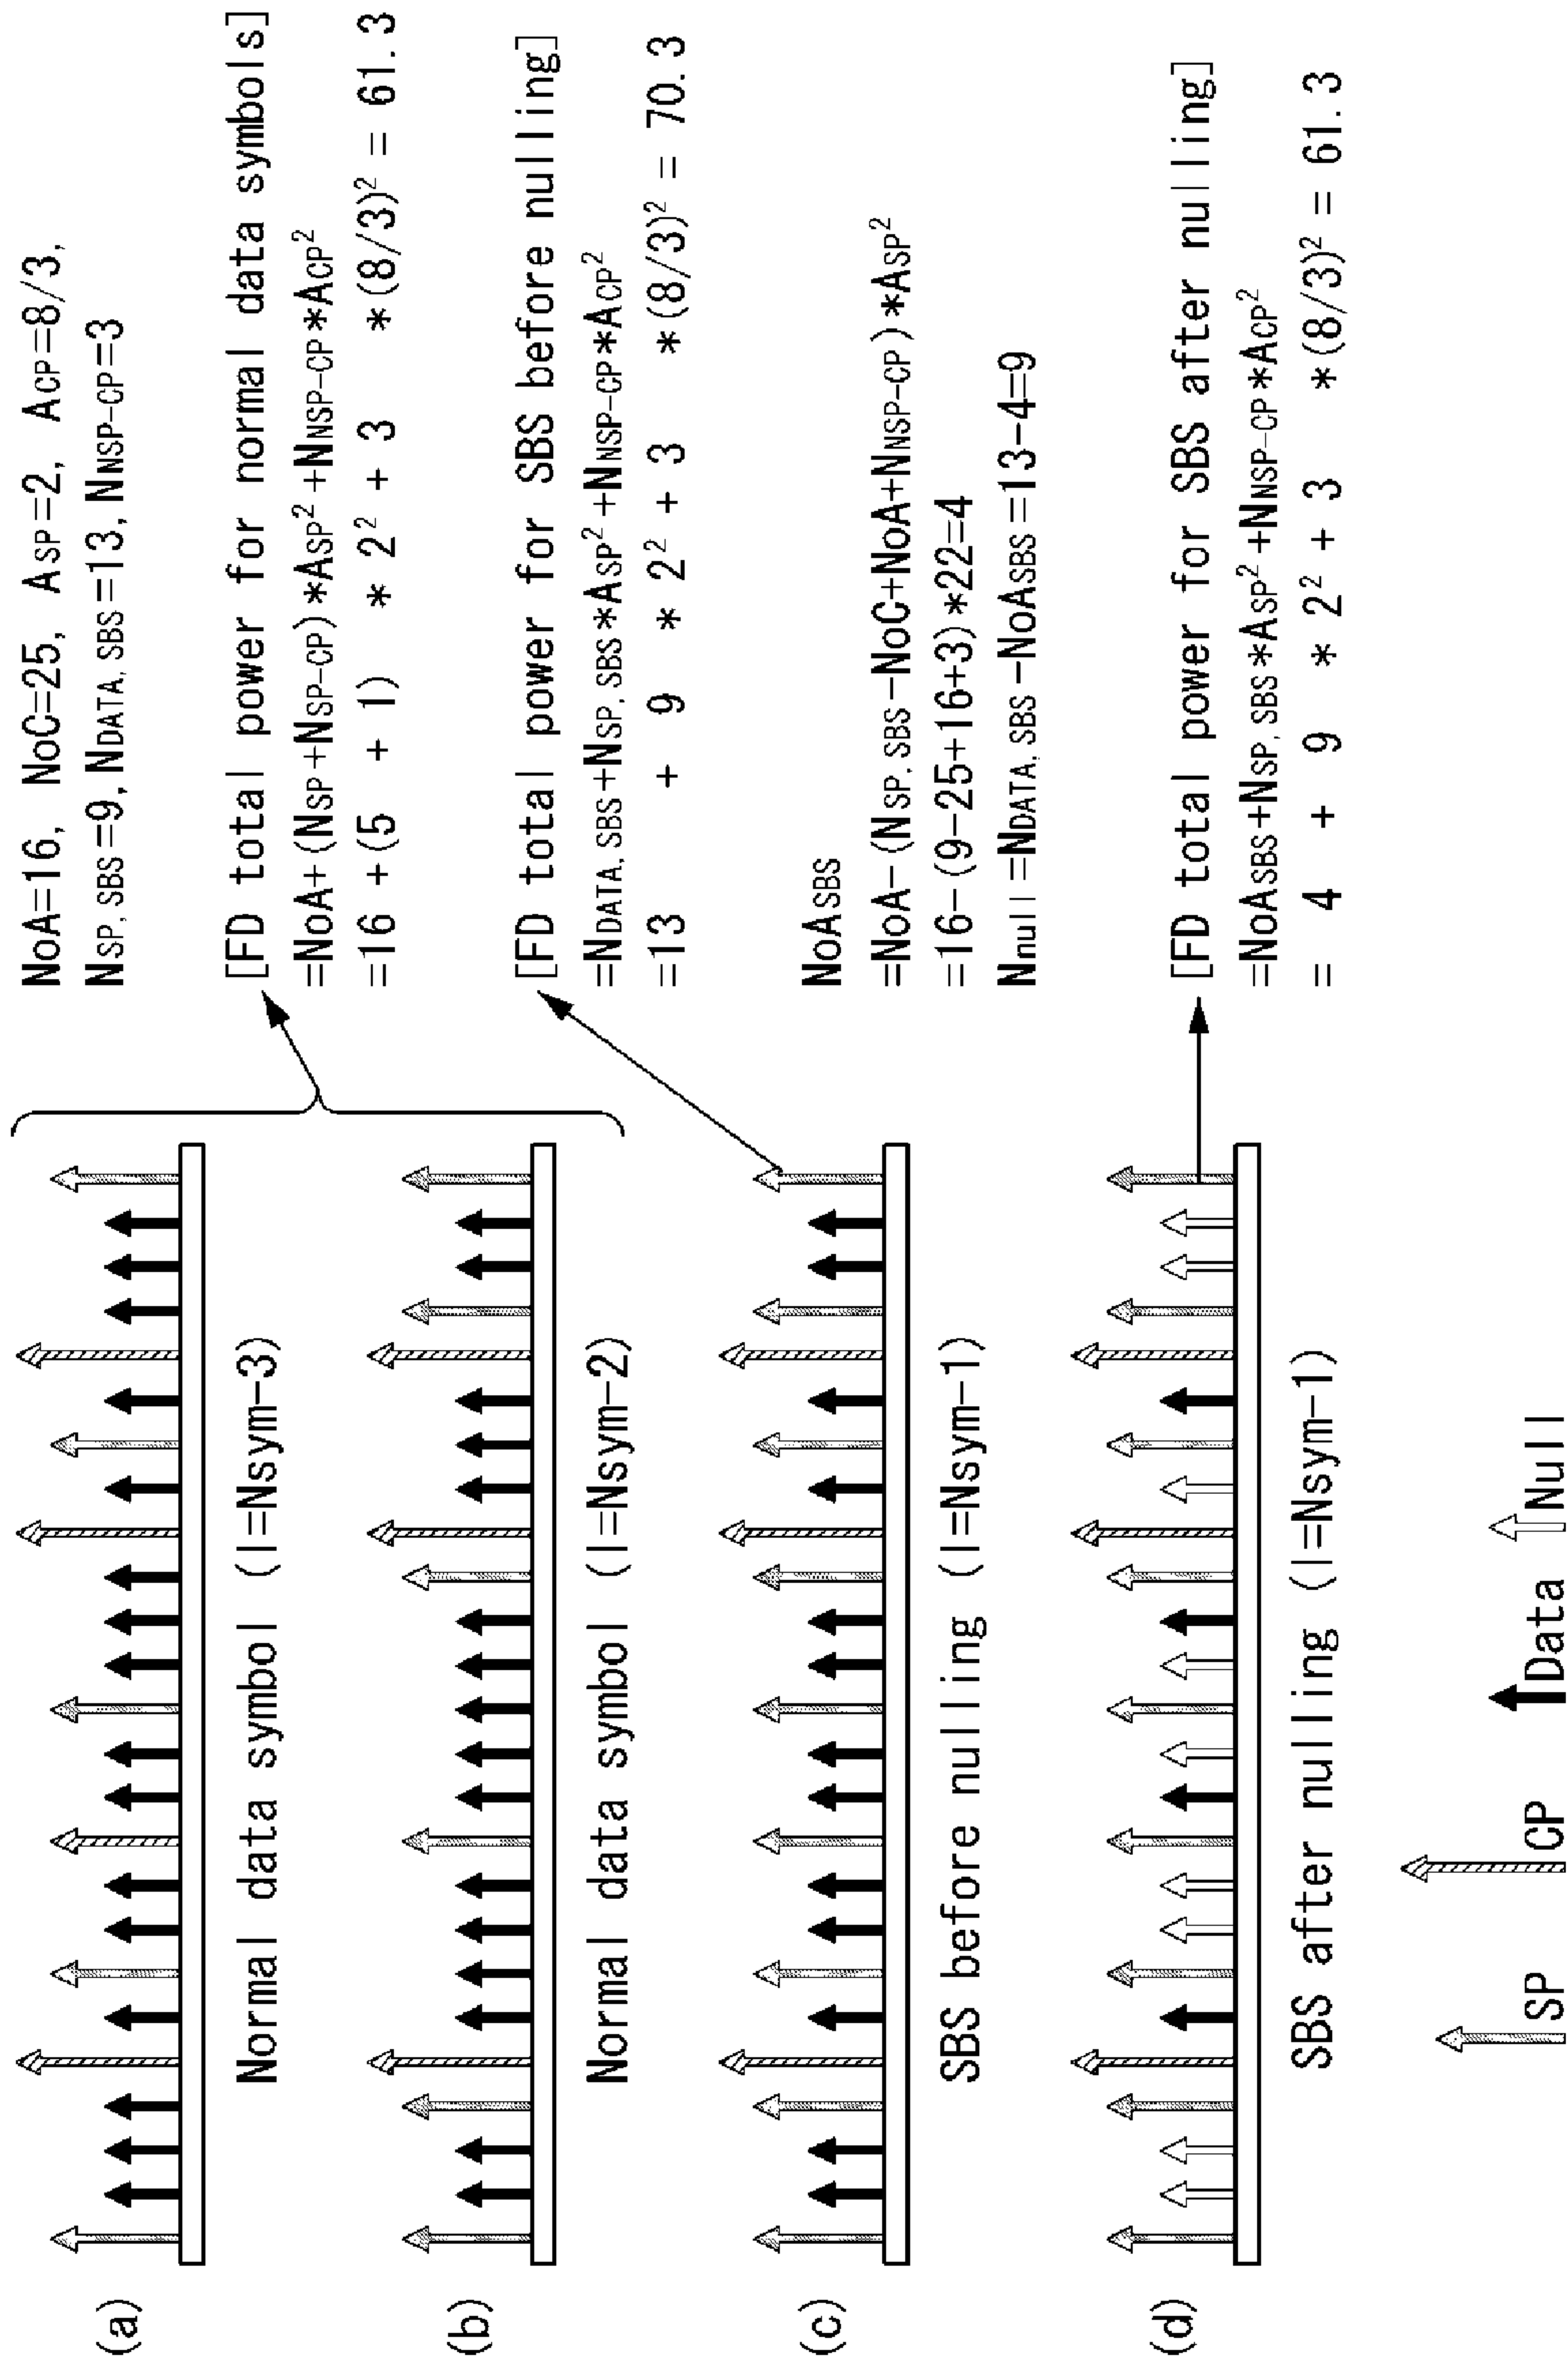 (a)
Normal data symbol (l=Nsym-3)
(b)
Normal data symbol (l=Nsym-2)
(c)
SBS before nulling (l=Nsym-1)
(d)
SBS after nulling (l=Nsym-1)
SP CP Data Null
NoA=16, NoC=25, ASP=2, ACP=8/3,
NSP,SBS=9, NDATA,SBS=13, NNSP-CP=3
[FD total power for normal data symbols]
=NoA+(NSP+NSP-CP)*ASP²+NNSP-CP*ACP²
=16 +(5 + 1) * 2² + 3 *(8/3)² = 61.3
[FD total power for SBS before nulling]
=NDATA,SBS+NSP,SBS*ASP²+NNSP-CP*ACP²
=13 + 9 * 2² + 3 *(8/3)² = 70.3
NoASBS
=NoA-(NSP,SBS-NoC+NoA+NNSP-CP)*ASP²
=16-(9-25+16+3)*22=4
Nnull=NDATA,SBS-NoASBS=13-4=9
[FD total power for SBS after nulling]
=NoASBS+NSP,SBS*ASP²+NNSP-CP*ACP²
= 4 + 9 * 2² + 3 *(8/3)² = 61.3